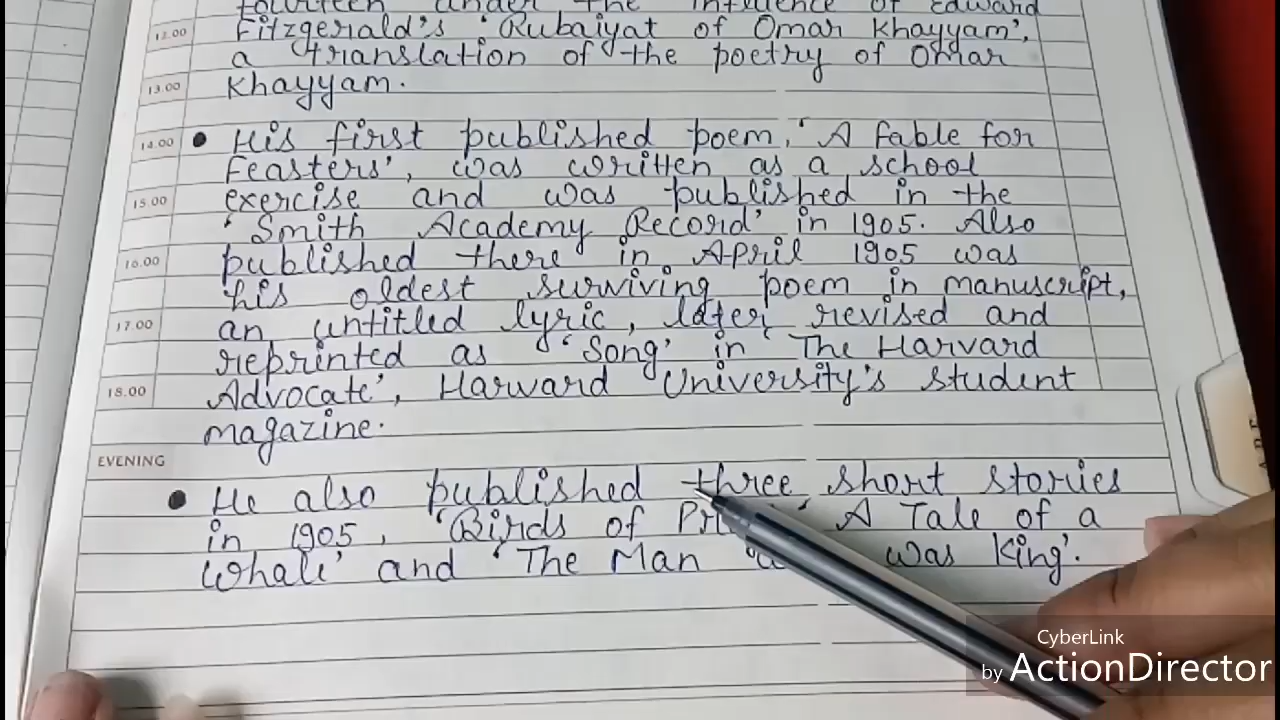 fourteen under the influence of Edward
12.00 Fitzgerald's 'Rubaiyat of Omar Khayyam',
a translation of the poetry of Omar
13.00 Khayyam.
14.00 • His first published poem, 'A Fable for
Feasters', was written as a school
15.00 exercise and was published in the
'Smith Academy Record' in 1905. Also
16.00 published there in April 1905 was
his oldest surviving poem in manuscript,
17.00 an untitled lyric, later revised and
reprinted as 'Song' in 'The Harvard
18.00 Advocate', Harvard University's student
magazine.
EVENING
• He also published three short stories
in 1905, 'Birds of 'A Tale of a
Whale' and 'The Man was King'.
CyberLink
by ActionDirector